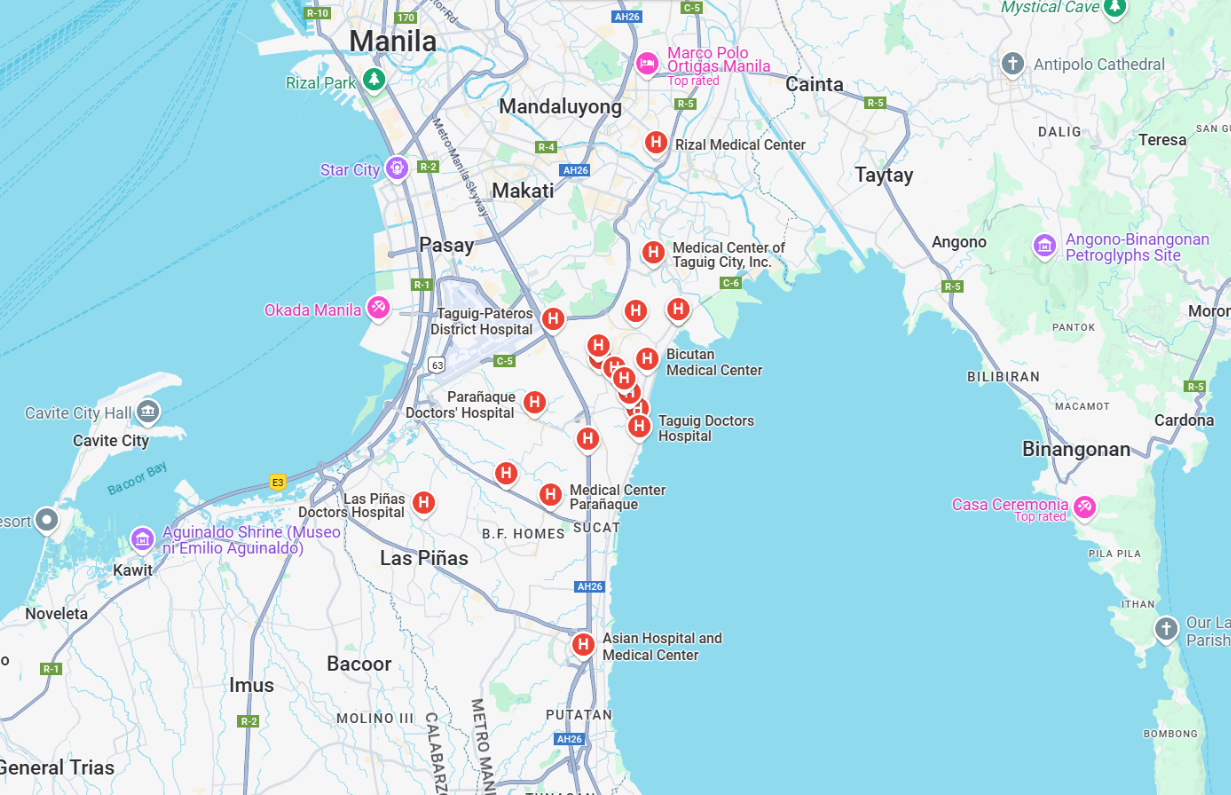 R-10
170
AH26
C-5
Mystical Cave
Manila
Marco Polo
Ortigas Manila
Top rated
Antipolo Cathedral
Rizal Park
Cainta
Mandaluyong
R-5
R-5
DALIG
Teresa
R-4
H
Rizal Medical Center
Metro Manila Skyway
Star City
R-2
AH26
Taytay
Makati
Pasay
Angono
Angono-Binangonan
Petroglyphs Site
H
Medical Center of
Taguig City, Inc.
R-1
C-6
R-5
Okada Manila
Taguig-Pateros
District Hospital
H
H
H
PANTOK
Moron
63
C-5
H
H
H
H
Bicutan
Medical Center
BILIBIRAN
R-5
Parañaque
Doctors' Hospital
H
H
H
H
Taguig Doctors
Hospital
MACAMOT
Cardona
Cavite City Hall
Cavite City
H
Binangonan
Bacoor Bay
E3
H
Las Piñas
Doctors Hospital
H
H
Medical Center
Parañaque
Casa Ceremonia
Top rated
esort
Aguinaldo Shrine (Museo
ni Emilio Aguinaldo)
B.F. HOMES
SUCAT
Las Piñas
PILA PILA
Kawit
AH26
Noveleta
ITHAN
Our La
Parish
Asian Hospital and
Medical Center
H
o
R-1
Bacoor
Imus
MOLINO III
PUTATAN
R-2
CALABARZO
METRO MANI
AH26
BOMBONG
General Trias